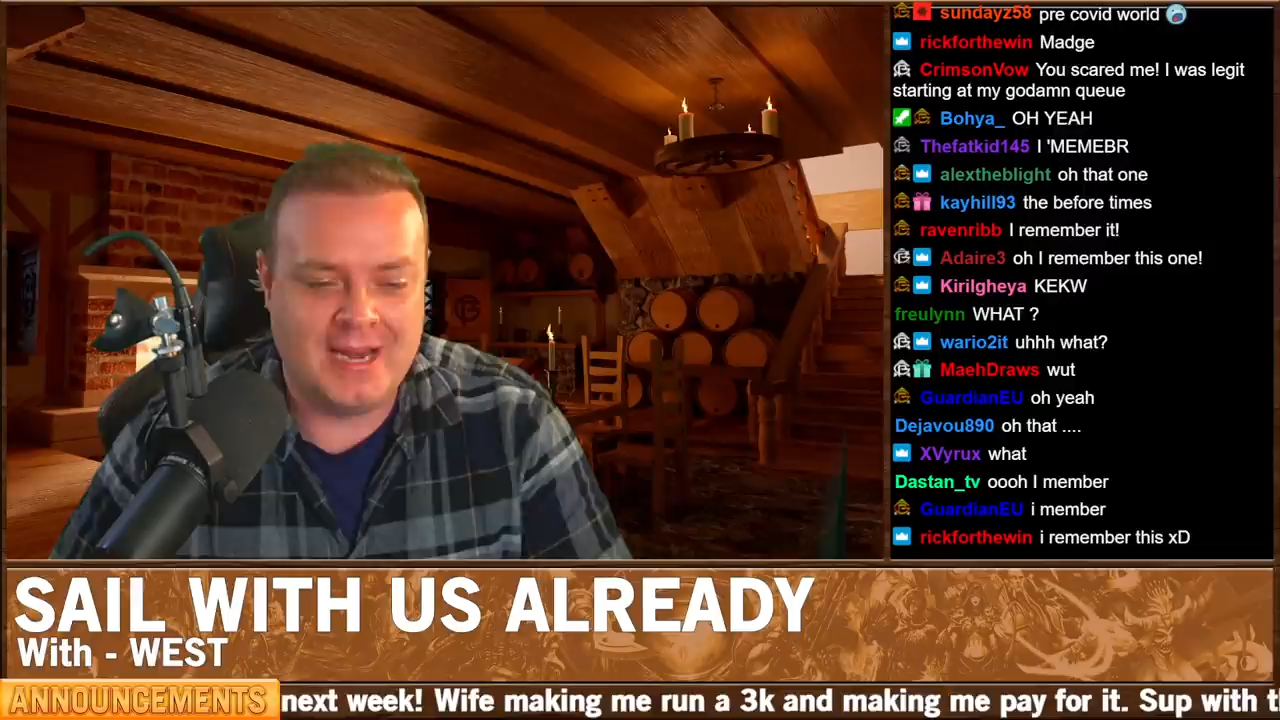 sundayz58 pre covid world
rickforthewin Madge
CrimsonVow You scared me! I was legit
starting at my godamn queue
Bohya_ OH YEAH
Thefatkid145 I 'MEMEBR
alextheblight oh that one
kayhill93 the before times
ravenribb I remember it!
Adaire3 oh I remember this one!
Kirilgheya KEKW
freulynn WHAT ?
wario2it uhhh what?
MaehDraws wut
GuardianEU oh yeah
Dejavou890 oh that ....
XVyrux what
Dastan_tv oooh I member
GuardianEU i member
rickforthewin i remember this xD
SAIL WITH US ALREADY
With - WEST
ANNOUNCEMENTS next week! Wife making me run a 3k and making me pay for it. Sup with t